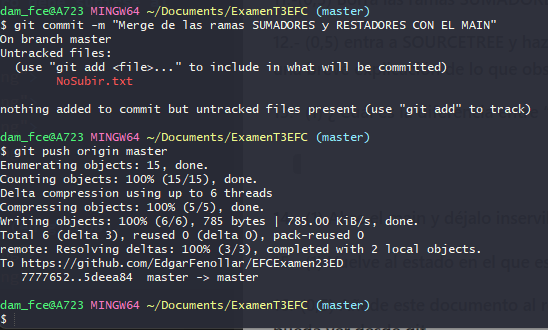 dam_fce@A723 MINGW64 ~/Documents/ExamenT3EFC (master)
$ git commit -m "Merge de las ramas SUMADORES y RESTADORES CON EL MAIN"
On branch master
Untracked files:
  (use "git add <file>..." to include in what will be committed)
        NoSubir.txt

nothing added to commit but untracked files present (use "git add" to track)

dam_fce@A723 MINGW64 ~/Documents/ExamenT3EFC (master)
$ git push origin master
Enumerating objects: 15, done.
Counting objects: 100% (15/15), done.
Delta compression using up to 6 threads
Compressing objects: 100% (5/5), done.
Writing objects: 100% (6/6), 785 bytes | 785.00 KiB/s, done.
Total 6 (delta 3), reused 0 (delta 0), pack-reused 0
remote: Resolving deltas: 100% (3/3), completed with 2 local objects.
To https://github.com/EdgarFenollar/EFCExamen23ED
   7777652..5deea84  master -> master

dam_fce@A723 MINGW64 ~/Documents/ExamenT3EFC (master)
$